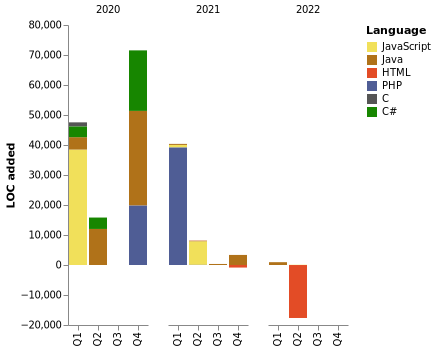 2020 2021 2022
Language
JavaScript
Java
HTML
PHP
C
C#
LOC added
80,000
70,000
60,000
50,000
40,000
30,000
20,000
10,000
0
−10,000
−20,000
Q1 Q2 Q3 Q4 Q1 Q2 Q3 Q4 Q1 Q2 Q3 Q4